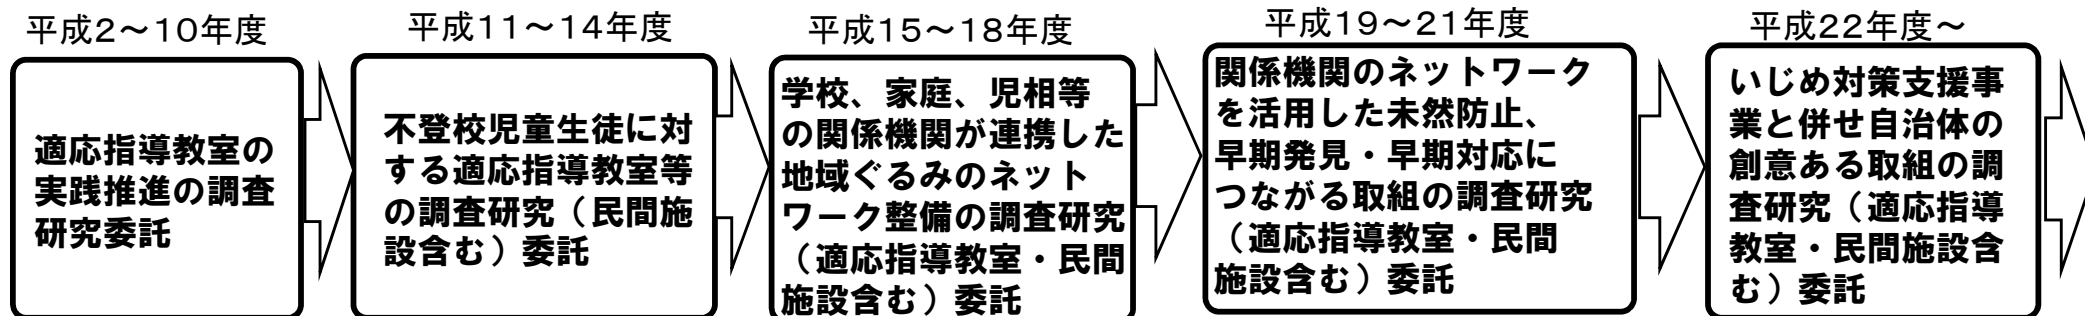 平成2～10年度
適応指導教室の
実践推進の調査
研究委託
平成11～14年度
不登校児童生徒に対
する適応指導教室等
の調査研究（民間施
設含む）委託
平成15～18年度
学校、家庭、児相等
の関係機関が連携した
地域ぐるみのネット
ワーク整備の調査研究
（適応指導教室・民間
施設含む）委託
平成19～21年度
関係機関のネットワーク
を活用した未然防止、
早期発見・早期対応に
つながる取組の調査研究
（適応指導教室・民間
施設含む）委託
平成22年度～
いじめ対策支援事
業と併せ自治体の
創意ある取組の調
査研究（適応指導
教室・民間施設含
む）委託